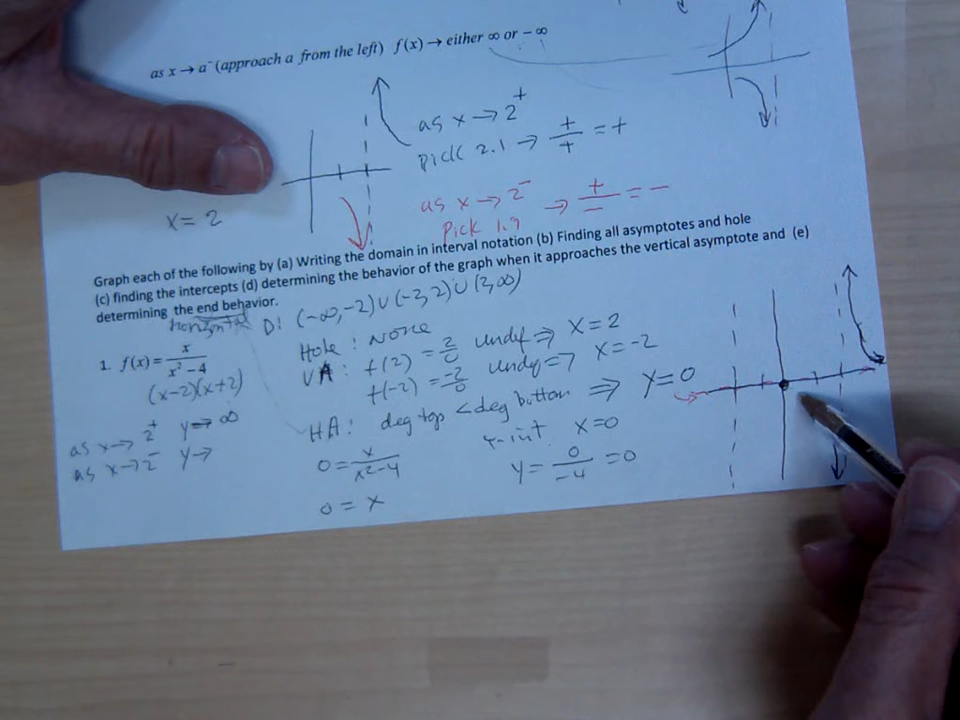 as x → a⁻ (approach a from the left) f(x) → either ∞ or − ∞
as x → 2⁺
Pick 2.1 → +/+ = +
as x → 2⁻ → +/− = −
Pick 1.9
x = 2
Graph each of the following by (a) Writing the domain in interval notation (b) Finding all asymptotes and hole
(c) finding the intercepts (d) determining the behavior of the graph when it approaches the vertical asymptote and (e)
determining the end behavior.
horizontal
D: (-∞,-2) ∪ (-2,2) ∪ (2,∞)
1. f(x) = x/(x² − 4)
(x-2)(x+2)
as x → 2⁺ y → ∞
as x → 2⁻ y →
Hole: None
VA: f(2) = 2/0 undef ⇒ x = 2
f(-2) = -2/0 undef ⇒ x = -2
HA: deg top < deg button ⇒ y = 0
0 = x/(x²-4)
0 = x
Y-int x = 0
y = 0/-4 = 0